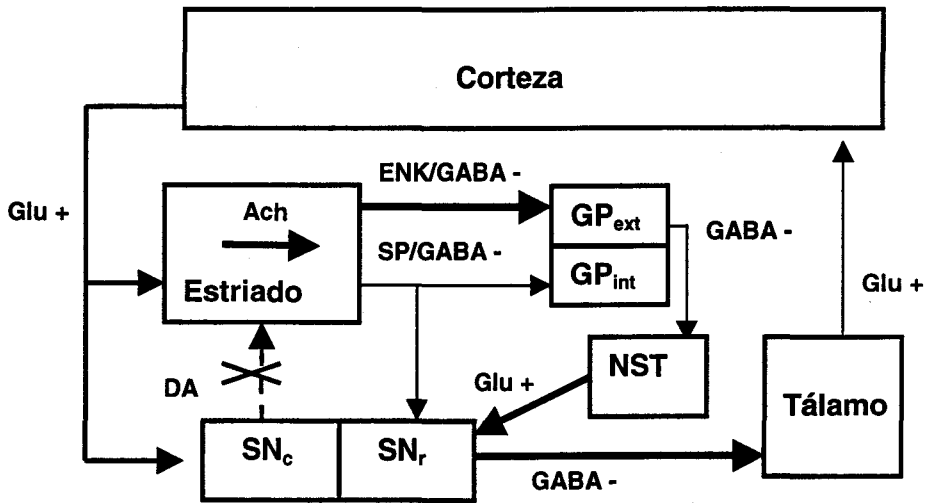 Corteza
Glu +
ENK/GABA -
Ach
Estriado
SP/GABA -
GPext
GPint
GABA -
Glu +
DA
NST
Glu +
Tálamo
SNc
SNr
GABA -